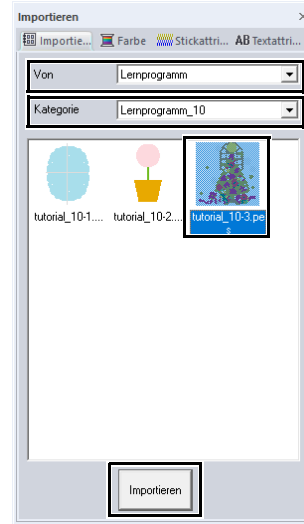 Importieren
Importie... Farbe Stickattri... AB Textattri...
Von Lernprogramm
Kategorie Lernprogramm_10
tutorial_10-1.... tutorial_10-2.... tutorial_10-3.pe
s
Importieren